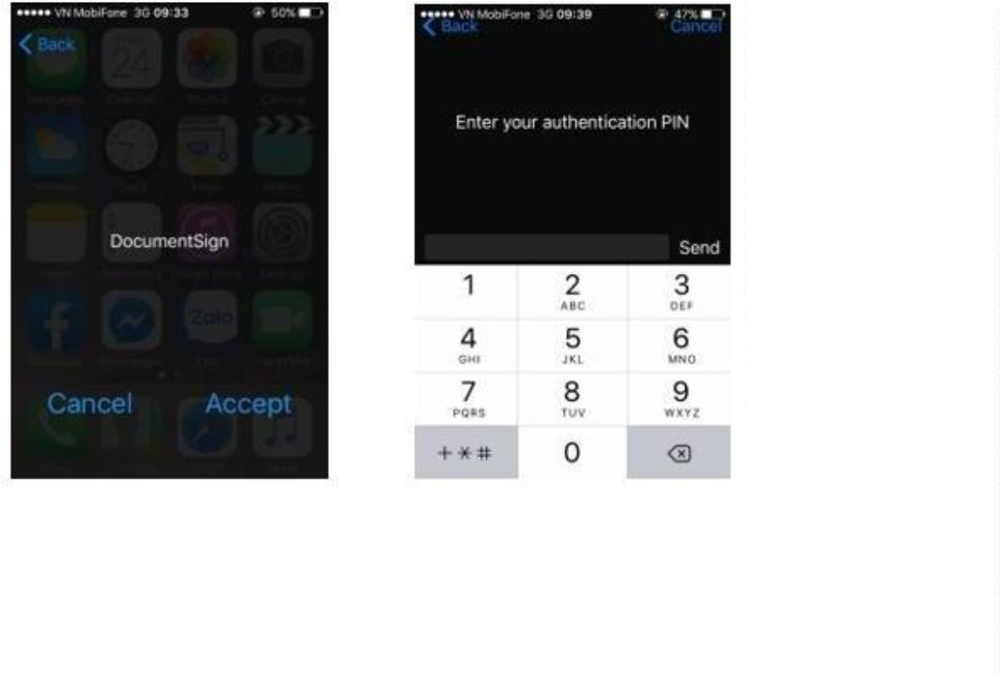 VN MobiFone 3G 09:33 50%
Back
24
DocumentSign
Zalo
Cancel Accept
VN MobiFone 3G 09:39 47%
Back Cancel
Enter your authentication PIN
Send
1 2 3
ABC DEF
4 5 6
GHI JKL MNO
7 8 9
PQRS TUV WXYZ
+*# 0